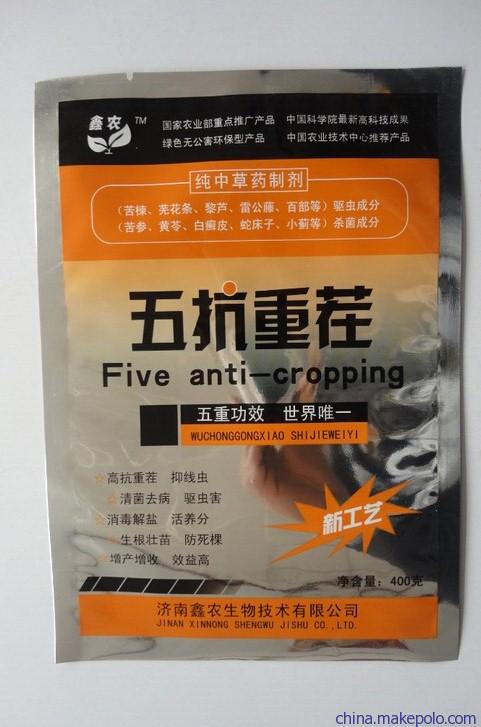 鑫农 TM
国家农业部重点推广产品 中国科学院最新高科技成果
绿色无公害环保型产品 中国农业技术中心推荐产品
纯中草药制剂
(苦楝、芫花条、黎芦、雷公藤、百部等)驱虫成分
(苦参、黄芩、白藓皮、蛇床子、小蓟等)杀菌成分
五抗重茬
Five anti-cropping
五重功效 世界唯一
WUCHONGGONGXIAO SHIJIEWEIYI
高抗重茬 抑线虫
清菌去病 驱虫害
消毒解盐 活养分
生根壮苗 防死棵
增产增收 效益高
新工艺
净含量:400克
济南鑫农生物技术有限公司
JINAN XINNONG SHENGWU JISHU CO.,LTD.
china.makepolo.com